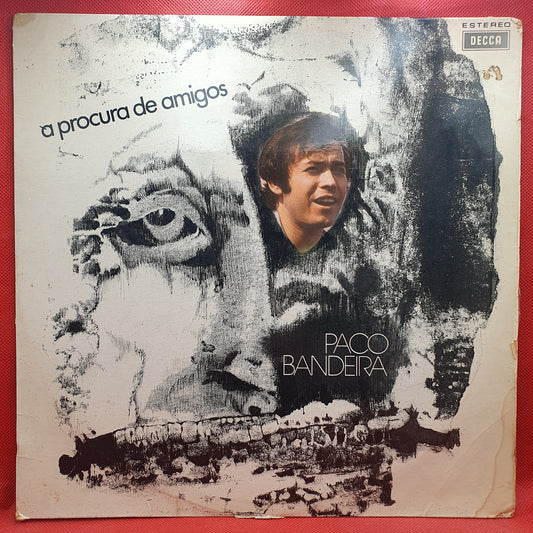 ESTEREO
DECCA
a procura de amigos
PACO
BANDEIRA